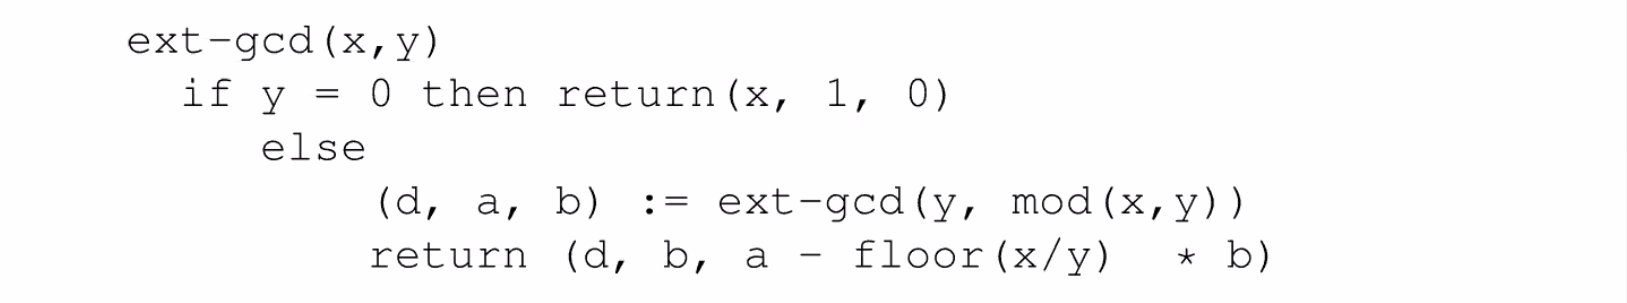 ext-gcd(x,y)
if y = 0 then return(x, 1, 0)
else
(d, a, b) := ext-gcd(y, mod(x,y))
return (d, b, a - floor(x/y) * b)